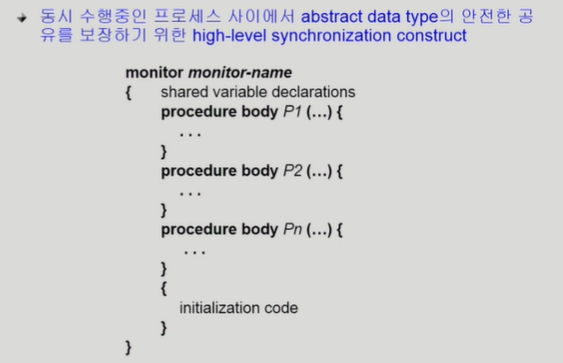 동시 수행중인 프로세스 사이에서 abstract data type의 안전한 공
유를 보장하기 위한 high-level synchronization construct
monitor monitor-name
{ shared variable declarations
procedure body P1 (...) {
...
}
procedure body P2 (...) {
...
}
procedure body Pn (...) {
...
}
{
initialization code
}
}